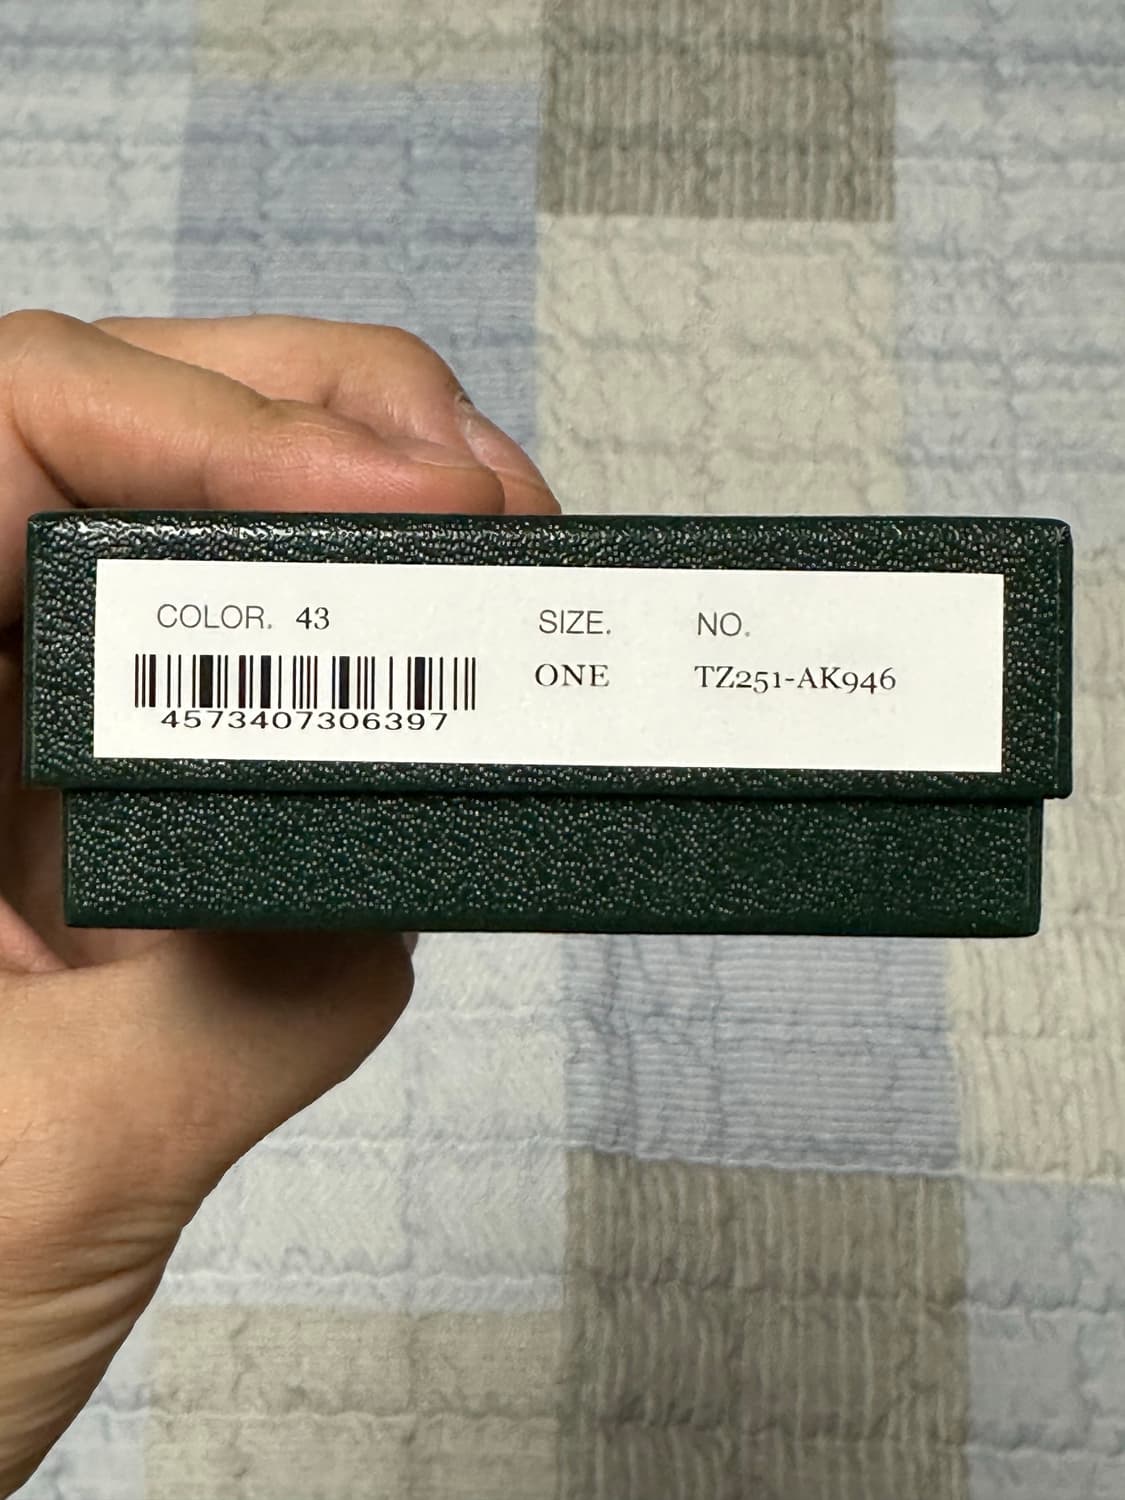 COLOR. 43
4573407306397
SIZE.
ONE
NO.
TZ251-AK946